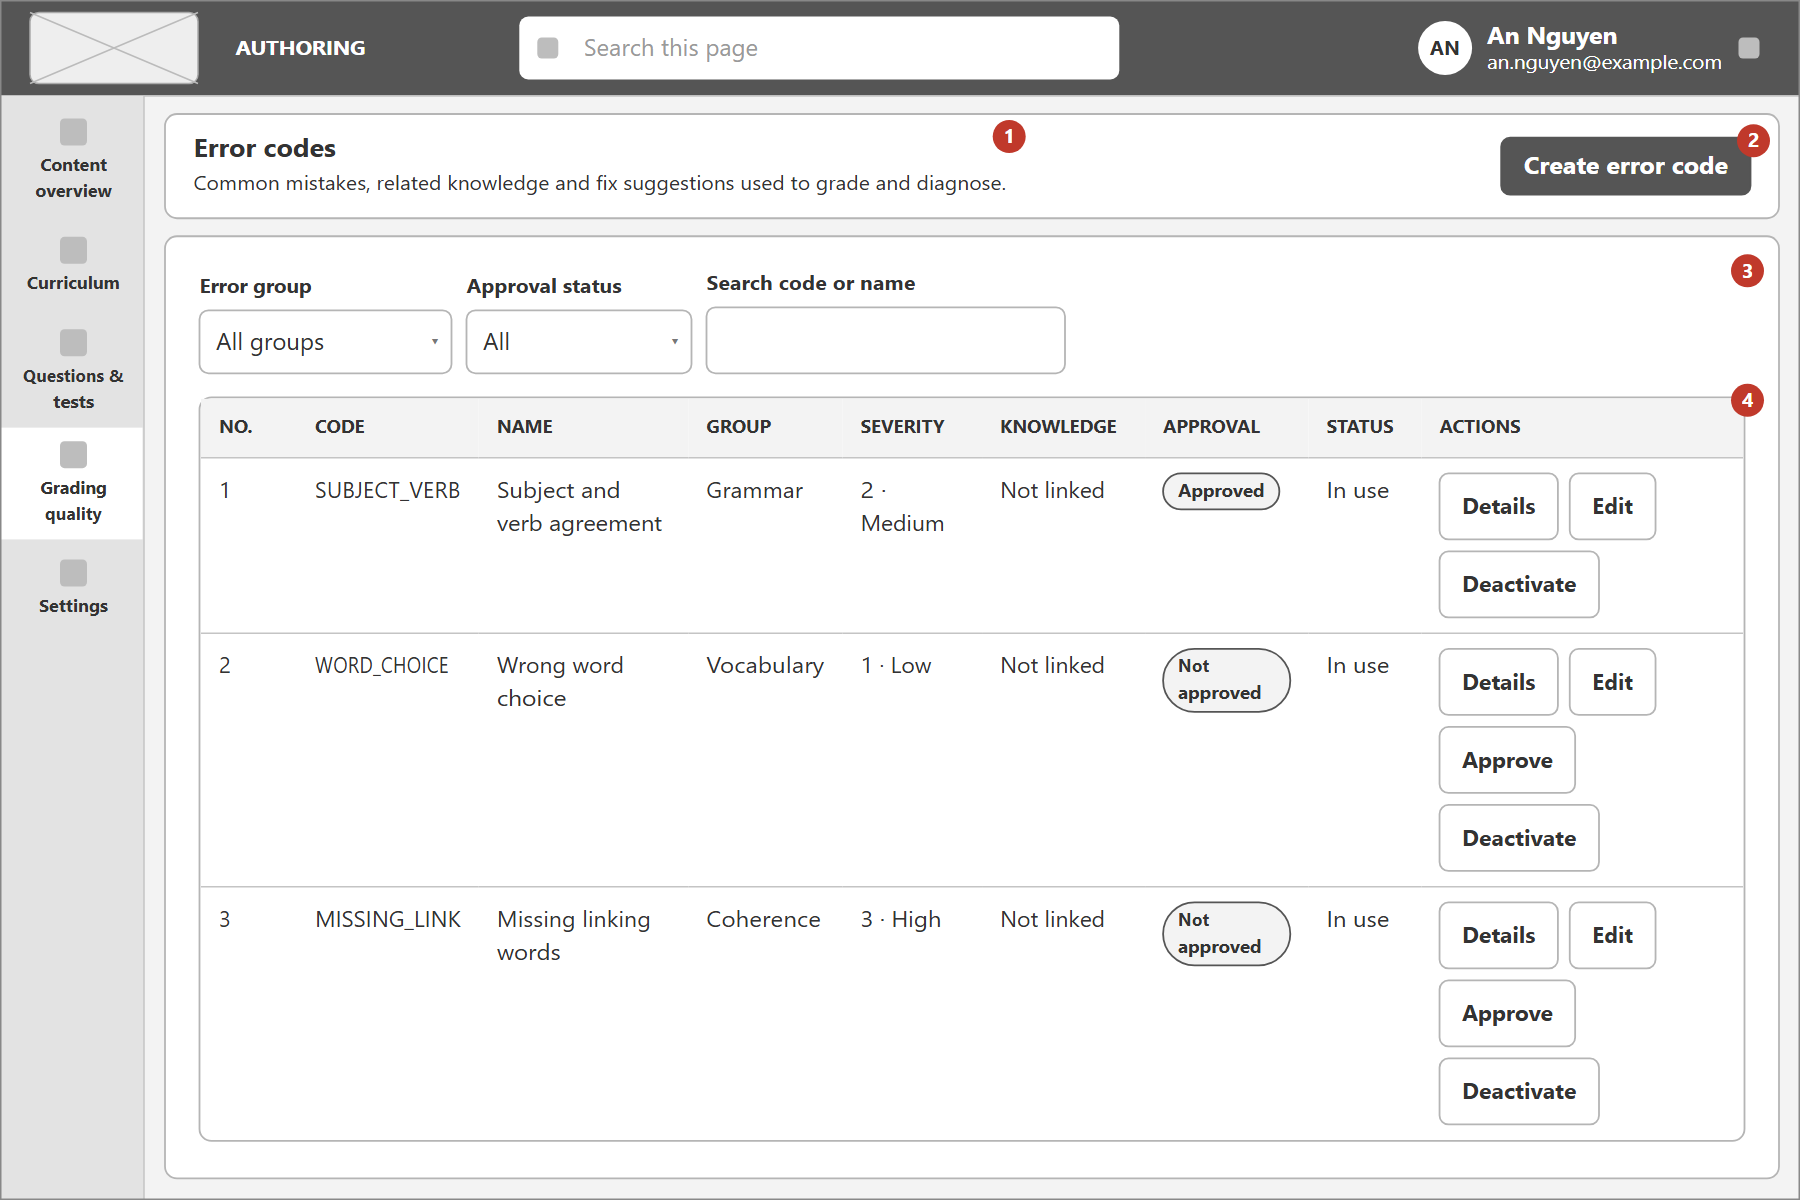 AUTHORING
Search this page
AN
An Nguyen
an.nguyen@example.com
Content
overview
Curriculum
Questions &
tests
Grading
quality
Settings
Error codes
Common mistakes, related knowledge and fix suggestions used to grade and diagnose.
1
Create error code
2
3
Error group
Approval status
Search code or name
All groups
All
4
NO. CODE NAME GROUP SEVERITY KNOWLEDGE APPROVAL STATUS ACTIONS
1 SUBJECT_VERB Subject and
verb agreement Grammar 2 ·
Medium Not linked Approved In use Details Edit
Deactivate
2 WORD_CHOICE Wrong word
choice Vocabulary 1 · Low Not linked Not
approved In use Details Edit
Approve
Deactivate
3 MISSING_LINK Missing linking
words Coherence 3 · High Not linked Not
approved In use Details Edit
Approve
Deactivate